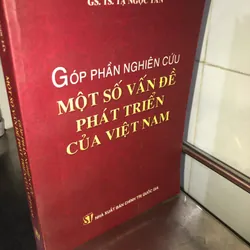 GS. TS. TẠ NGỌC TẤN
GÓP PHẦN NGHIÊN CỨU
MỘT SỐ VẤN ĐỀ
PHÁT TRIỂN
CỦA VIỆT NAM
NHÀ XUẤT BẢN CHÍNH TRỊ QUỐC GIA